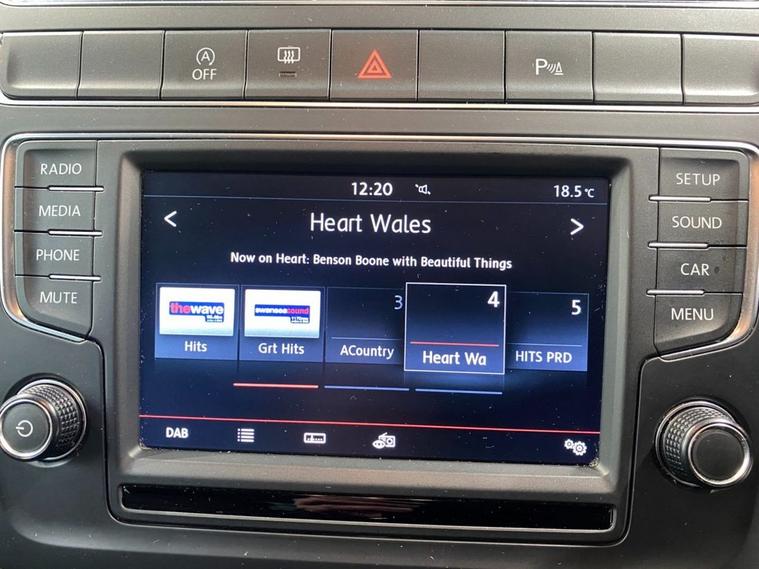 A
OFF
P
RADIO
MEDIA
PHONE
MUTE
SETUP
SOUND
CAR
MENU
12:20
18.5 °C
< Heart Wales >
Now on Heart: Benson Boone with Beautiful Things
thewave
swanseasound
3
4
5
Hits
Grt Hits
ACountry
Heart Wa
HITS PRD
DAB